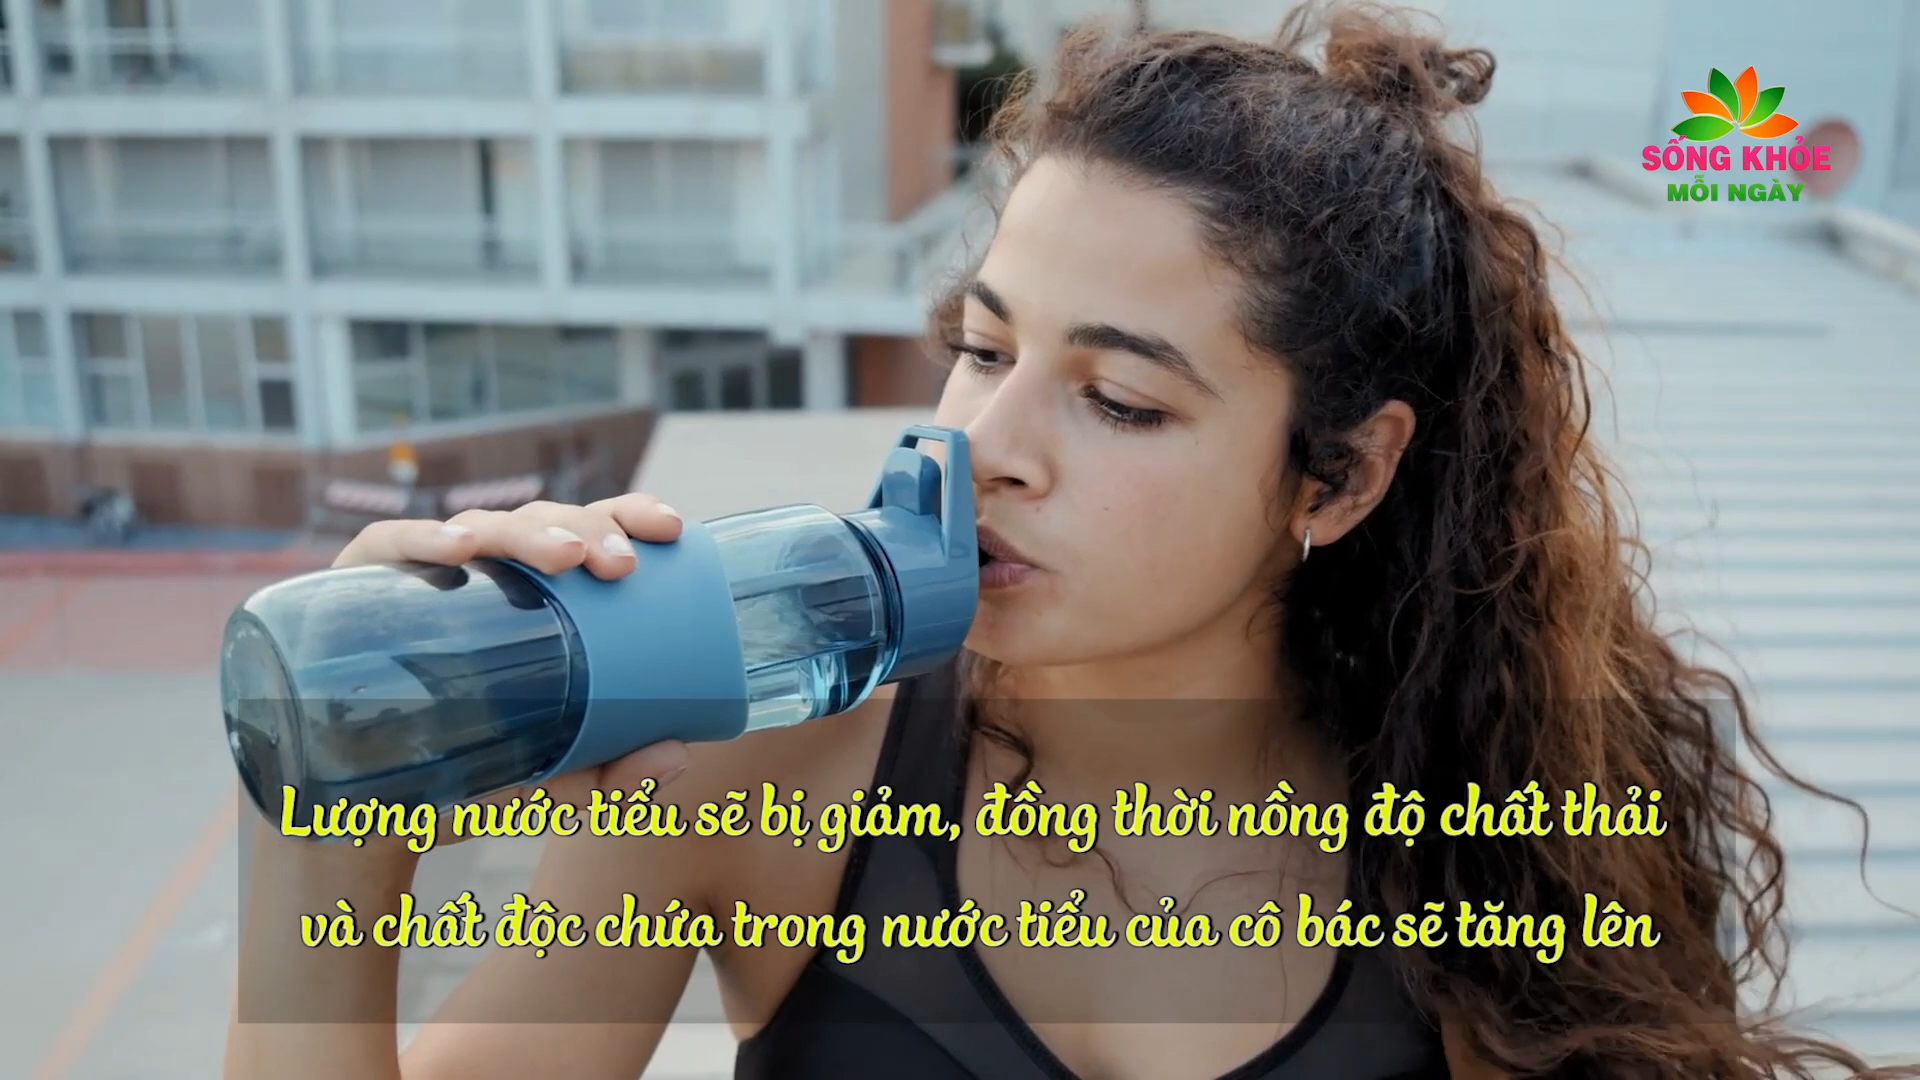 SỐNG KHỎE
MỖI NGÀY
Lượng nước tiểu sẽ bị giảm, đồng thời nồng độ chất thải
và chất độc chứa trong nước tiểu của cô bác sẽ tăng lên